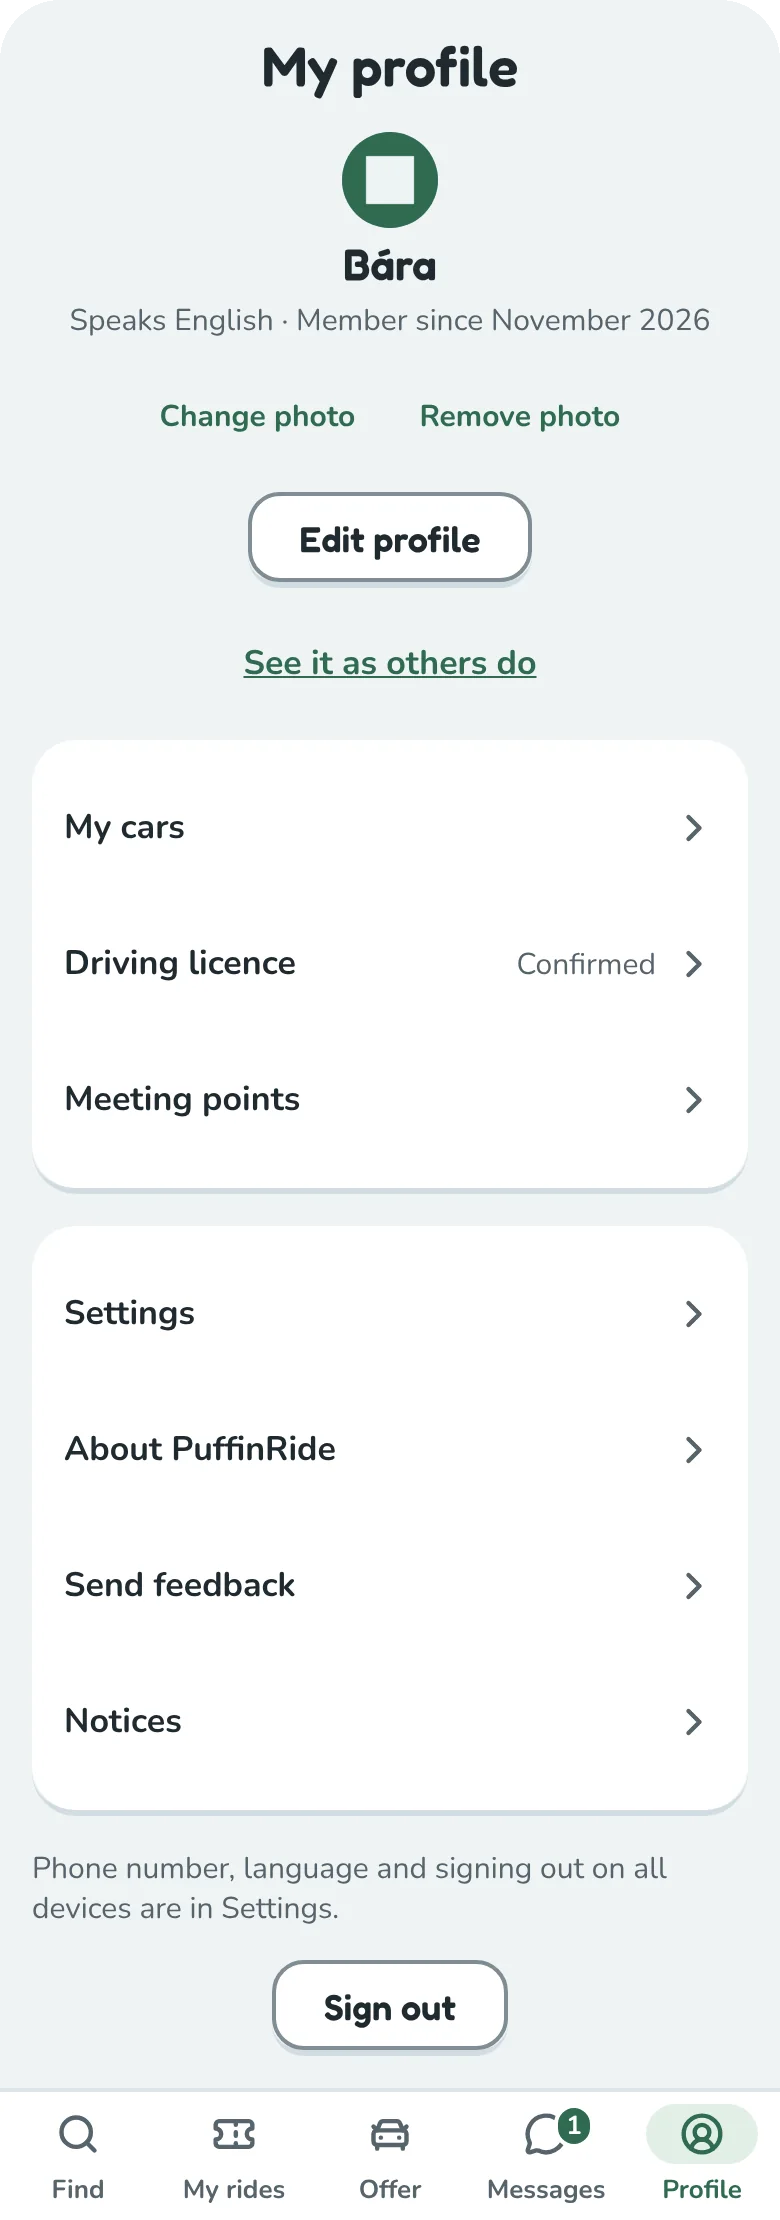 My profile
Bára
Speaks English · Member since November 2026
Change photo
Remove photo
Edit profile
See it as others do
My cars
Driving licence
Confirmed
Meeting points
Settings
About PuffinRide
Send feedback
Notices
Phone number, language and signing out on all
devices are in Settings.
Sign out
1
Find
My rides
Offer
Messages
Profile